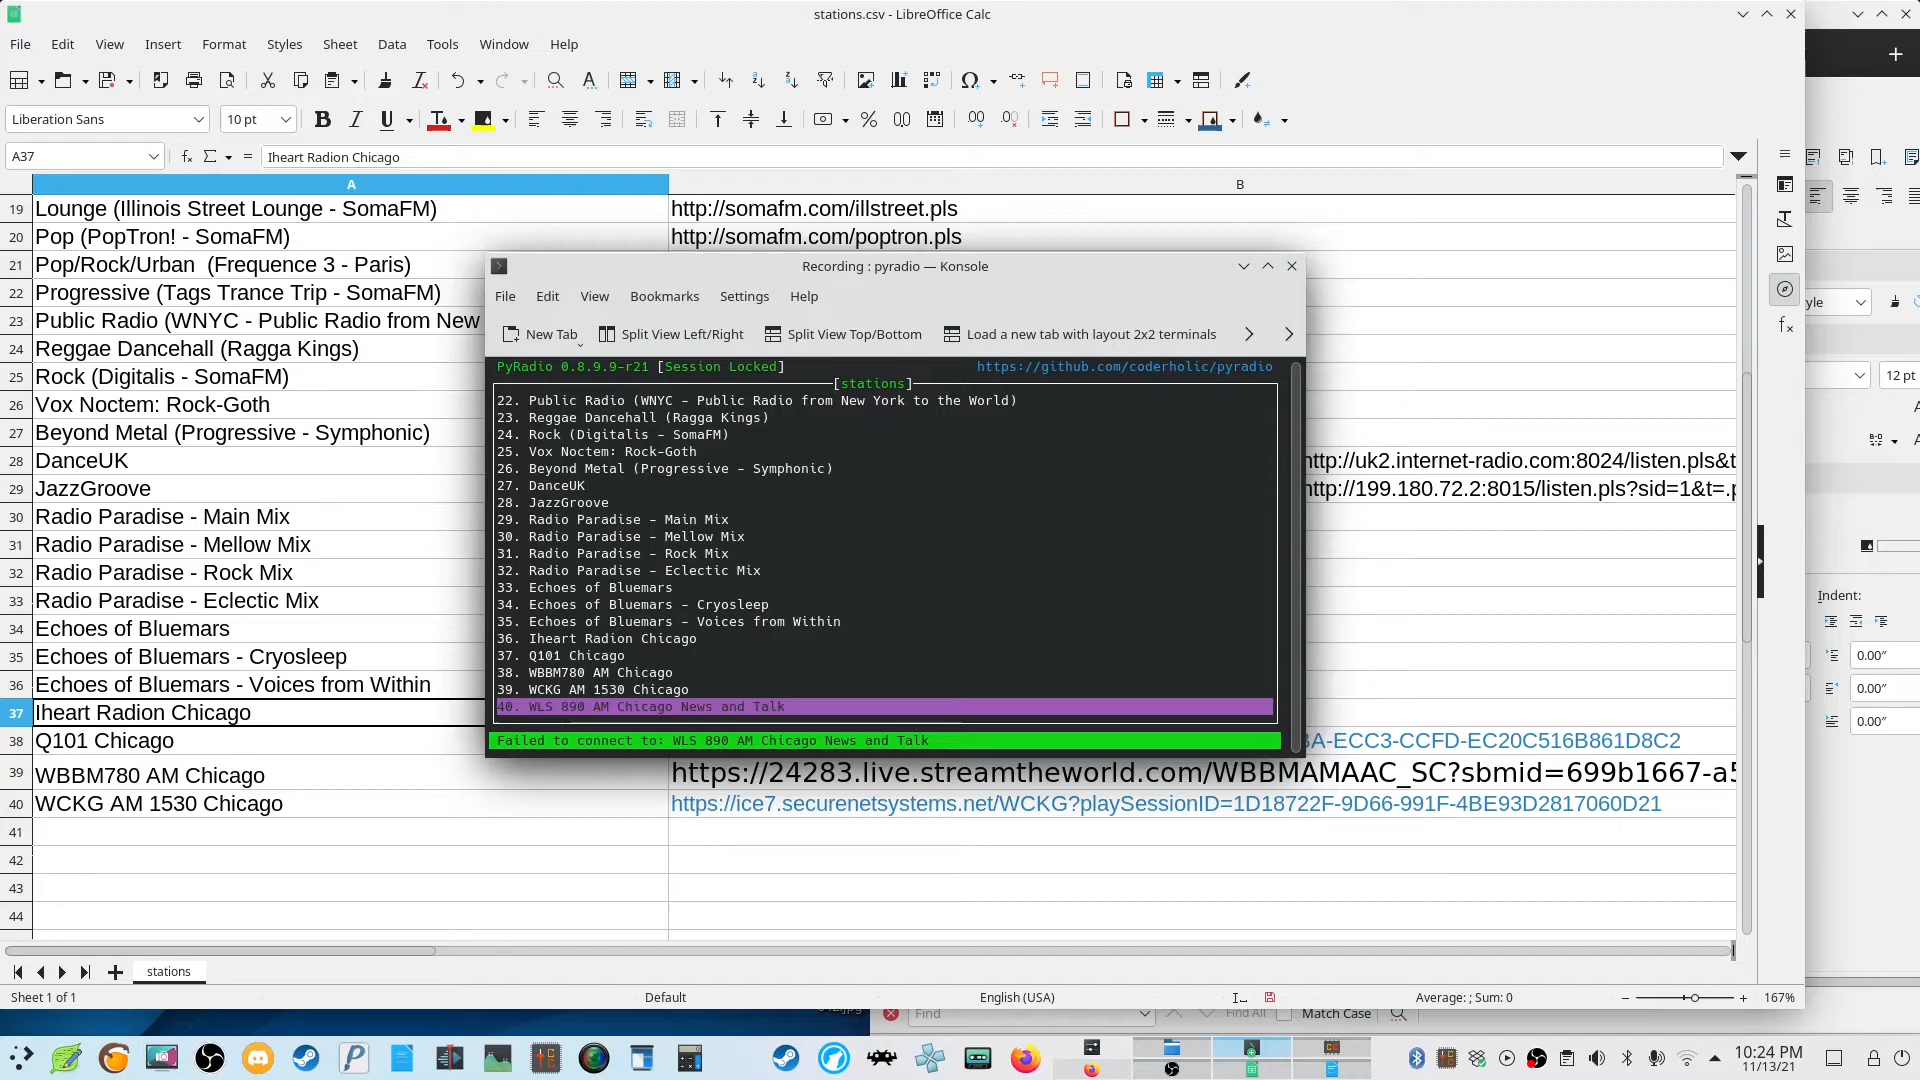 stations.csv - LibreOffice Calc
File Edit View Insert Format Styles Sheet Data Tools Window Help
Liberation Sans 10 pt
12 pt
A37 Iheart Radion Chicago
A B
19 Lounge (Illinois Street Lounge - SomaFM) http://somafm.com/illstreet.pls
20 Pop (PopTron! - SomaFM) http://somafm.com/poptron.pls
21 Pop/Rock/Urban  (Frequence 3 - Paris)
22 Progressive (Tags Trance Trip - SomaFM)
23 Public Radio (WNYC - Public Radio from New
24 Reggae Dancehall (Ragga Kings)
25 Rock (Digitalis - SomaFM)
26 Vox Noctem: Rock-Goth
27 Beyond Metal (Progressive - Symphonic)
28 DanceUK http://uk2.internet-radio.com:8024/listen.pls&t
29 JazzGroove http://199.180.72.2:8015/listen.pls?sid=1&t=.p
30 Radio Paradise - Main Mix
31 Radio Paradise - Mellow Mix
32 Radio Paradise - Rock Mix
33 Radio Paradise - Eclectic Mix
34 Echoes of Bluemars
35 Echoes of Bluemars - Cryosleep
36 Echoes of Bluemars - Voices from Within
37 Iheart Radion Chicago
38 Q101 Chicago BA-ECC3-CCFD-EC20C516B861D8C2
39 WBBM780 AM Chicago https://24283.live.streamtheworld.com/WBBMAMAAC_SC?sbmid=699b1667-a5
40 WCKG AM 1530 Chicago https://ice7.securenetsystems.net/WCKG?playSessionID=1D18722F-9D66-991F-4BE93D2817060D21
41
42
43
44
Recording : pyradio — Konsole
File Edit View Bookmarks Settings Help
New Tab Split View Left/Right Split View Top/Bottom Load a new tab with layout 2x2 terminals
PyRadio 0.8.9.9-r21 [Session Locked] https://github.com/coderholic/pyradio
[stations]
22. Public Radio (WNYC - Public Radio from New York to the World)
23. Reggae Dancehall (Ragga Kings)
24. Rock (Digitalis - SomaFM)
25. Vox Noctem: Rock-Goth
26. Beyond Metal (Progressive - Symphonic)
27. DanceUK
28. JazzGroove
29. Radio Paradise - Main Mix
30. Radio Paradise - Mellow Mix
31. Radio Paradise - Rock Mix
32. Radio Paradise - Eclectic Mix
33. Echoes of Bluemars
34. Echoes of Bluemars - Cryosleep
35. Echoes of Bluemars - Voices from Within
36. Iheart Radion Chicago
37. Q101 Chicago
38. WBBM780 AM Chicago
39. WCKG AM 1530 Chicago
40. WLS 890 AM Chicago News and Talk
Failed to connect to: WLS 890 AM Chicago News and Talk
yle
Indent:
0.00"
0.00"
0.00"
stations
Sheet 1 of 1 Default English (USA) Average: ; Sum: 0 167%
Find Find All Match Case
10:24 PM
11/13/21